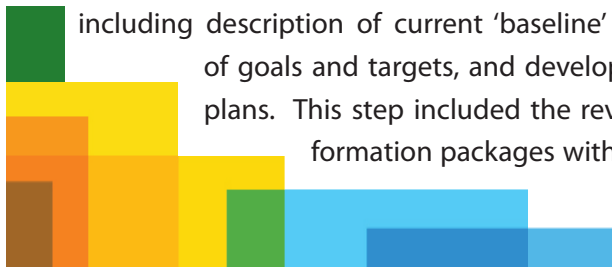 including description of current ‘baseline’
of goals and targets, and develop
plans. This step included the rev
formation packages with